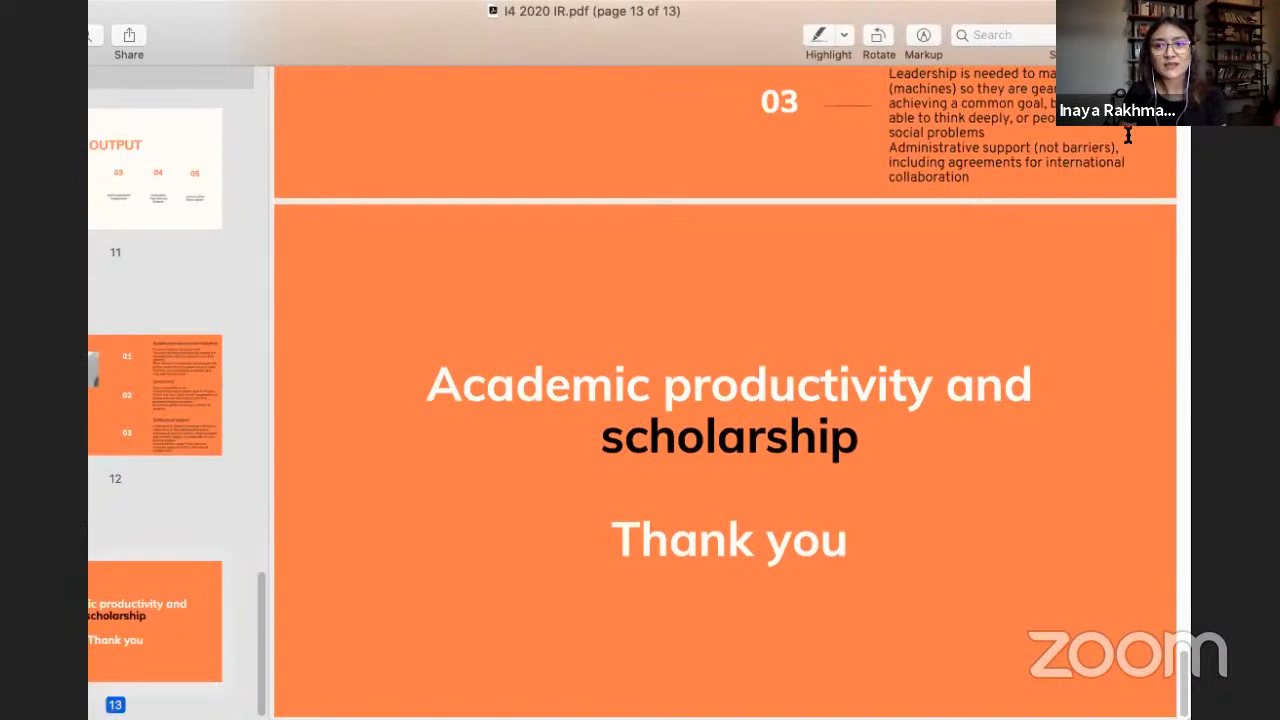 I4 2020 IR.pdf (page 13 of 13)
Share
Highlight
Rotate
Markup
Search
Inaya Rakhma...
OUTPUT
03
04
05
11
01
02
03
12
ic productivity and
scholarship
Thank you
13
03
Leadership is needed to ma
(machines) so they are gear
achieving a common goal, b
able to think deeply, or peo
social problems
Administrative support (not barriers),
including agreements for international
collaboration
Academic productivity and
scholarship
Thank you
zoom